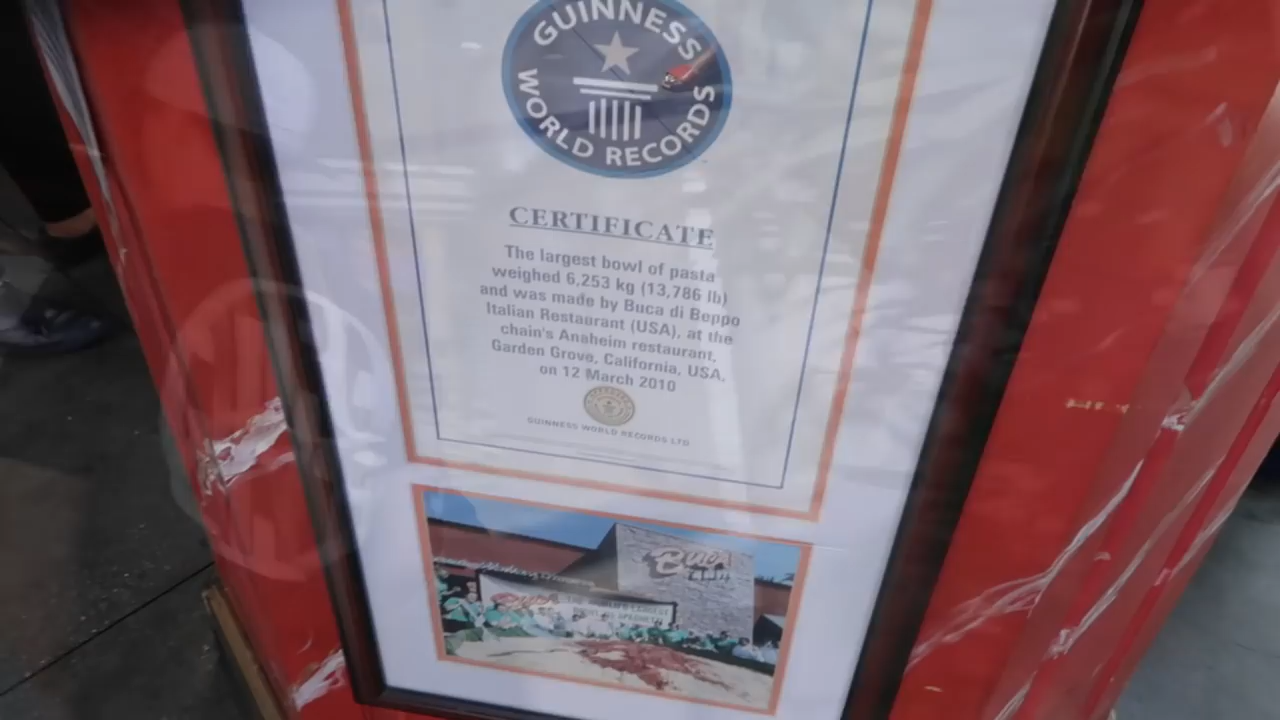 GUINNESS
WORLD RECORDS
CERTIFICATE
The largest bowl of pasta
weighed 6,253 kg (13,786 lb)
and was made by Buca di Beppo
Italian Restaurant (USA), at the
chain's Anaheim restaurant,
Garden Grove, California, USA,
on 12 March 2010
GUINNESS WORLD RECORDS LTD
Buca